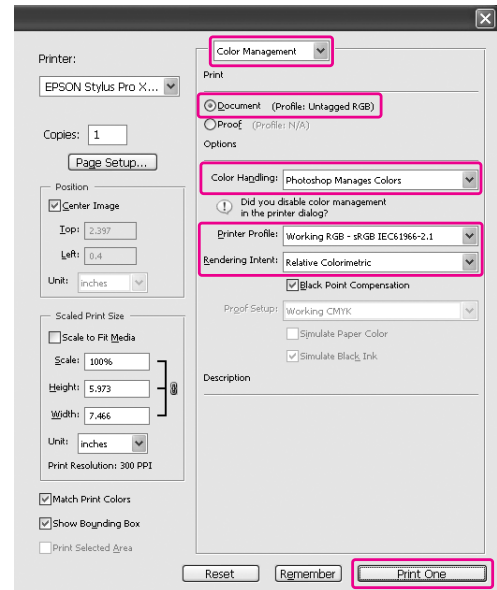 Printer:
EPSON Stylus Pro X...
Copies: 1
Page Setup...
Position
Center Image
Top: 2.397
Left: 0.4
Unit: inches
Scaled Print Size
Scale to Fit Media
Scale: 100%
Height: 5.973
Width: 7.466
Unit: inches
Print Resolution: 300 PPI
Match Print Colors
Show Bounding Box
Print Selected Area
Color Management
Print
Document (Profile: Untagged RGB)
Proof (Profile: N/A)
Options
Color Handling: Photoshop Manages Colors
Did you disable color management
in the printer dialog?
Printer Profile: Working RGB - sRGB IEC61966-2.1
Rendering Intent: Relative Colorimetric
Black Point Compensation
Proof Setup: Working CMYK
Simulate Paper Color
Simulate Black Ink
Description
Reset Remember Print One